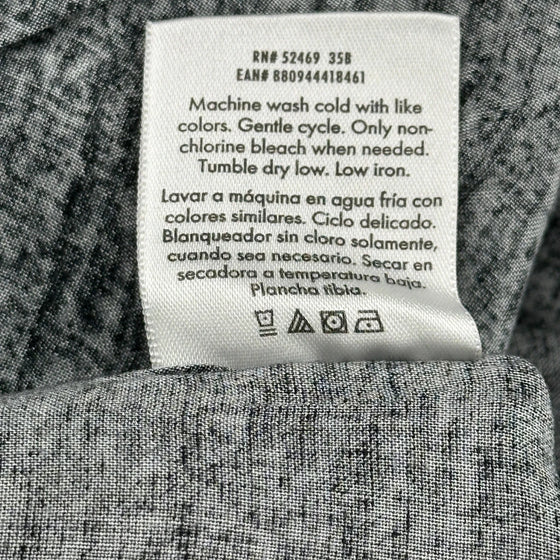 RN# 52469 35B
EAN# 880944418461
Machine wash cold with like
colors. Gentle cycle. Only non-
chlorine bleach when needed.
Tumble dry low. Low iron.
Lavar a máquina en agua fría con
colores similares. Ciclo delicado.
Blanqueador sin cloro solamente,
cuando sea necesario. Secar en
secadora a temperatura baja.
Plancha tibia.